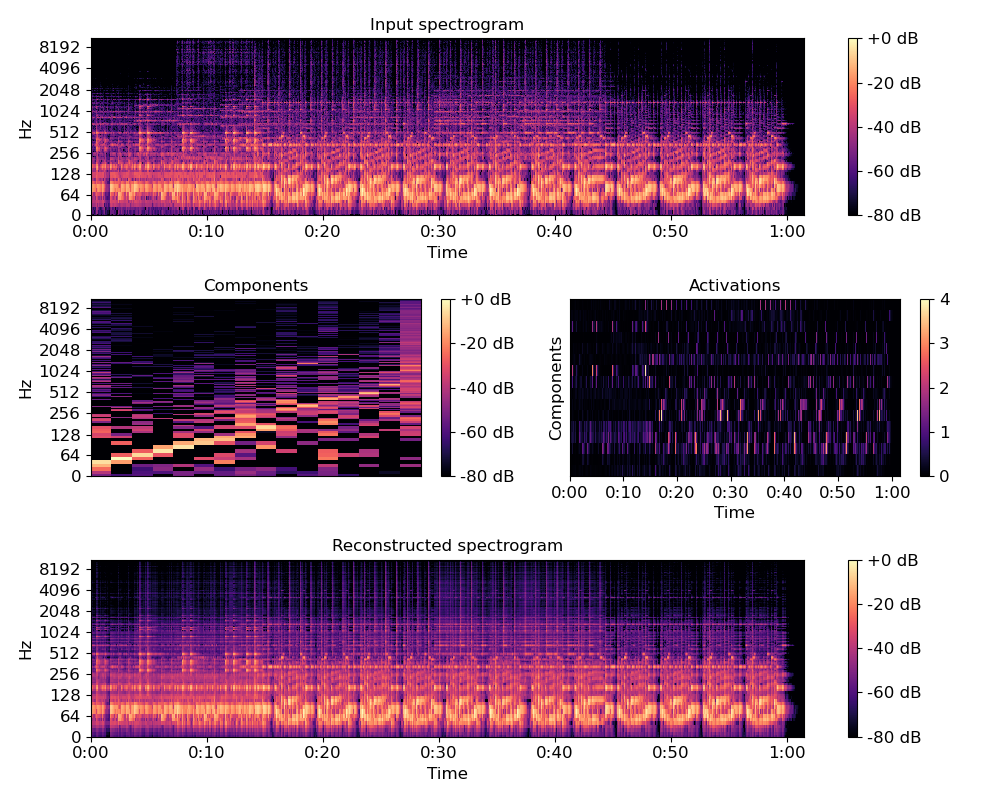 Input spectrogram
8192
4096
2048
1024
512
256
128
64
0
Hz
0:00 0:10 0:20 0:30 0:40 0:50 1:00
Time
+0 dB
-20 dB
-40 dB
-60 dB
-80 dB
Components
8192
4096
2048
1024
512
256
128
64
0
Hz
+0 dB
-20 dB
-40 dB
-60 dB
-80 dB
Activations
Components
0:00 0:10 0:20 0:30 0:40 0:50 1:00
Time
4
3
2
1
0
Reconstructed spectrogram
8192
4096
2048
1024
512
256
128
64
0
Hz
0:00 0:10 0:20 0:30 0:40 0:50 1:00
Time
+0 dB
-20 dB
-40 dB
-60 dB
-80 dB